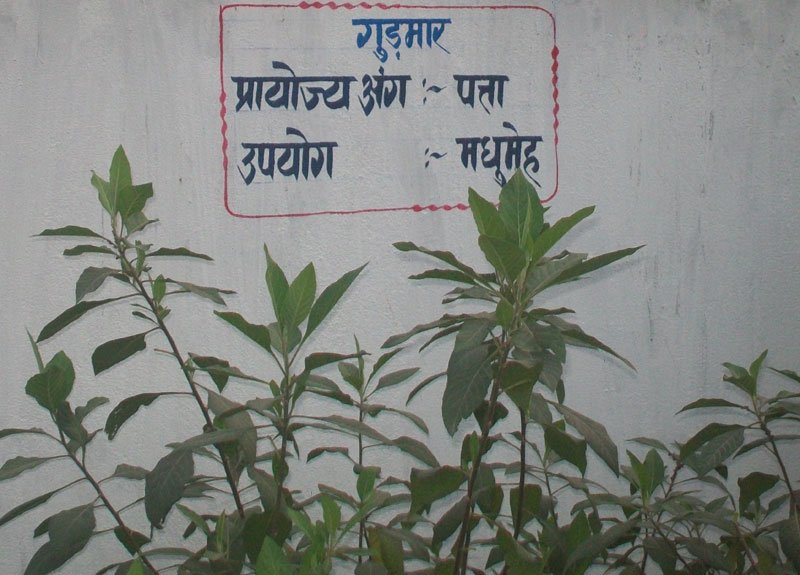 गुड़मार
प्रायोज्य अंग :- पत्ता
उपयोग :- मधुमेह